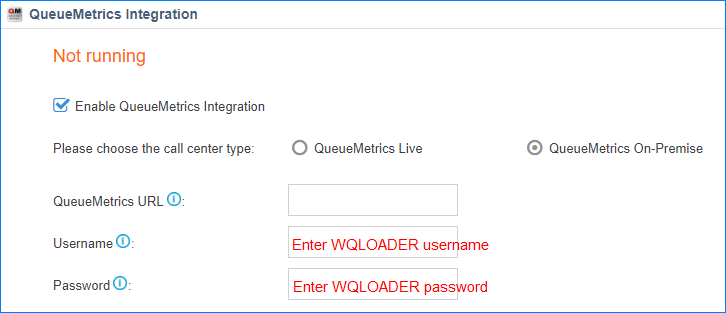 QM QueueMetrics Integration
Not running
Enable QueueMetrics Integration
Please choose the call center type: QueueMetrics Live QueueMetrics On-Premise
QueueMetrics URL i:
Username i: Enter WQLOADER username
Password i: Enter WQLOADER password